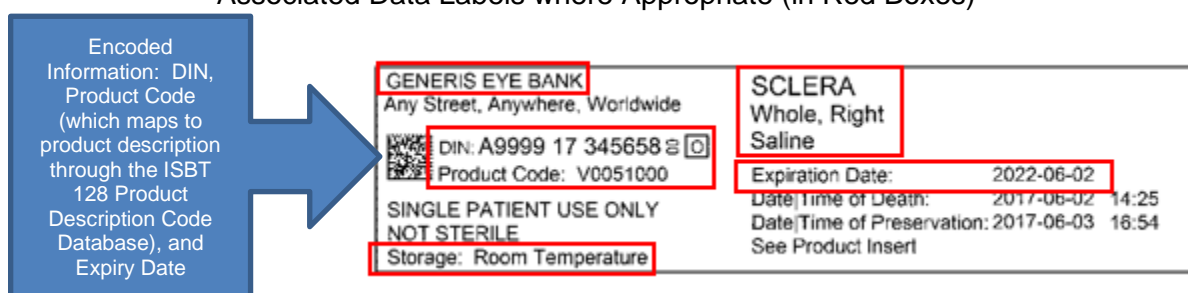 Associated Data Labels where Appropriate (in Red Boxes)
Encoded
Information: DIN,
Product Code
(which maps to
product description
through the ISBT
128 Product
Description Code
Database), and
Expiry Date
GENERIS EYE BANK
Any Street, Anywhere, Worldwide
DIN: A9999 17 345658 8 O
Product Code: V0051000
SINGLE PATIENT USE ONLY
NOT STERILE
Storage: Room Temperature
SCLERA
Whole, Right
Saline
Expiration Date: 2022-06-02
Date|Time of Death: 2017-06-02 14:25
Date|Time of Preservation: 2017-06-03 16:54
See Product Insert